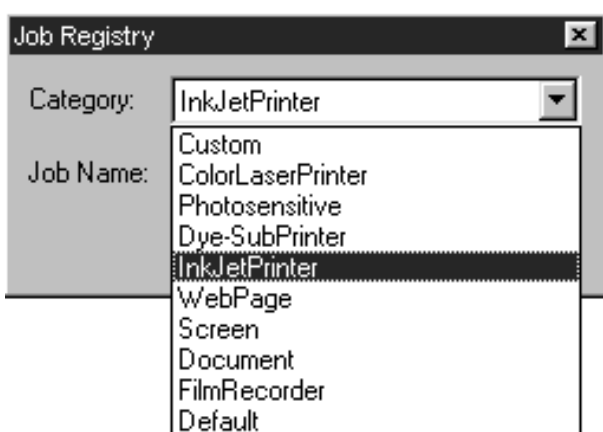 Job Registry
Category:
InkJetPrinter
Job Name:
Custom
ColorLaserPrinter
Photosensitive
Dye-SubPrinter
InkJetPrinter
WebPage
Screen
Document
FilmRecorder
Default